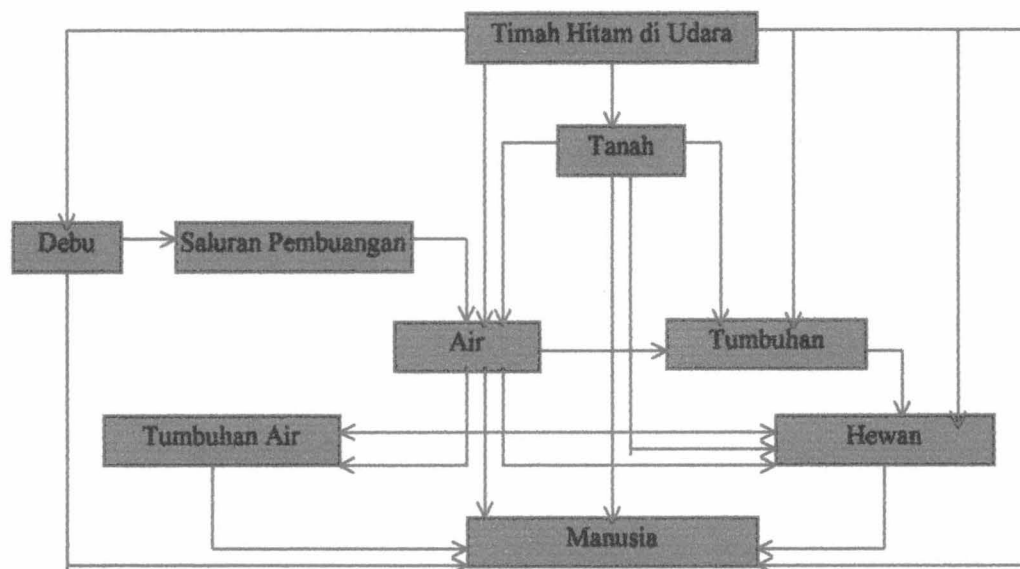 Timah Hitam di Udara
Tanah
Debu
Saluran Pembuangan
Air
Tumbuhan
Tumbuhan Air
Hewan
Manusia